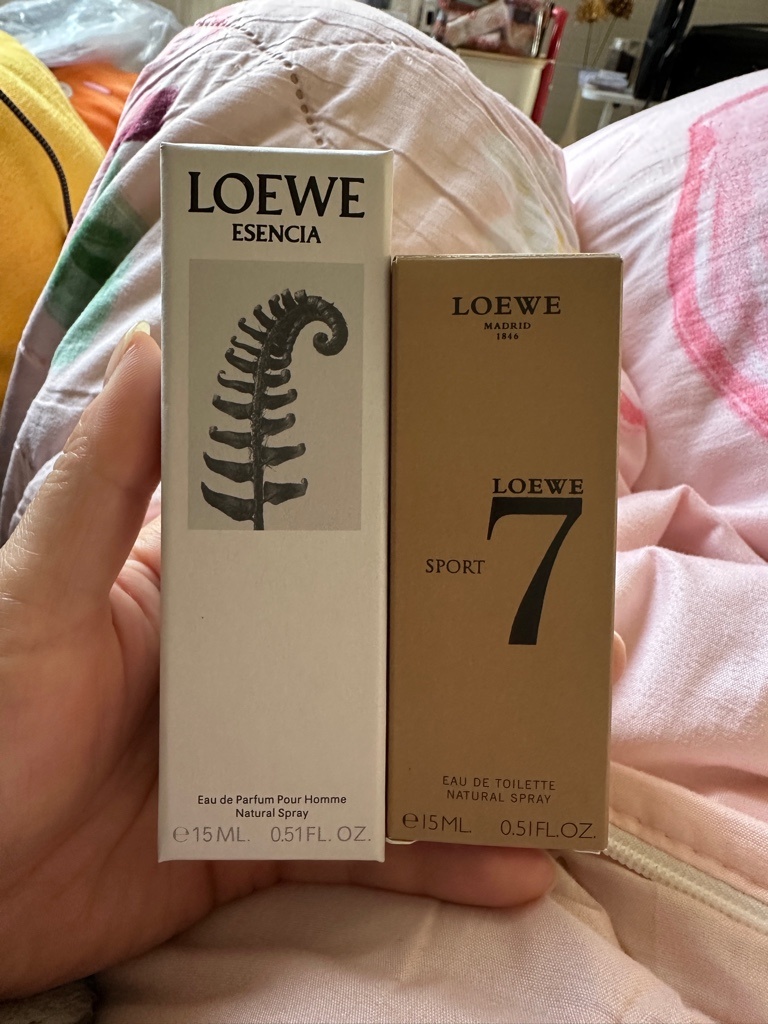 LOEWE
ESENCIA
Eau de Parfum Pour Homme
Natural Spray
℮15ML. 0.51FL. OZ.
LOEWE
MADRID
1846
LOEWE
SPORT 7
EAU DE TOILETTE
NATURAL SPRAY
℮15ML. 0.51FL.OZ.